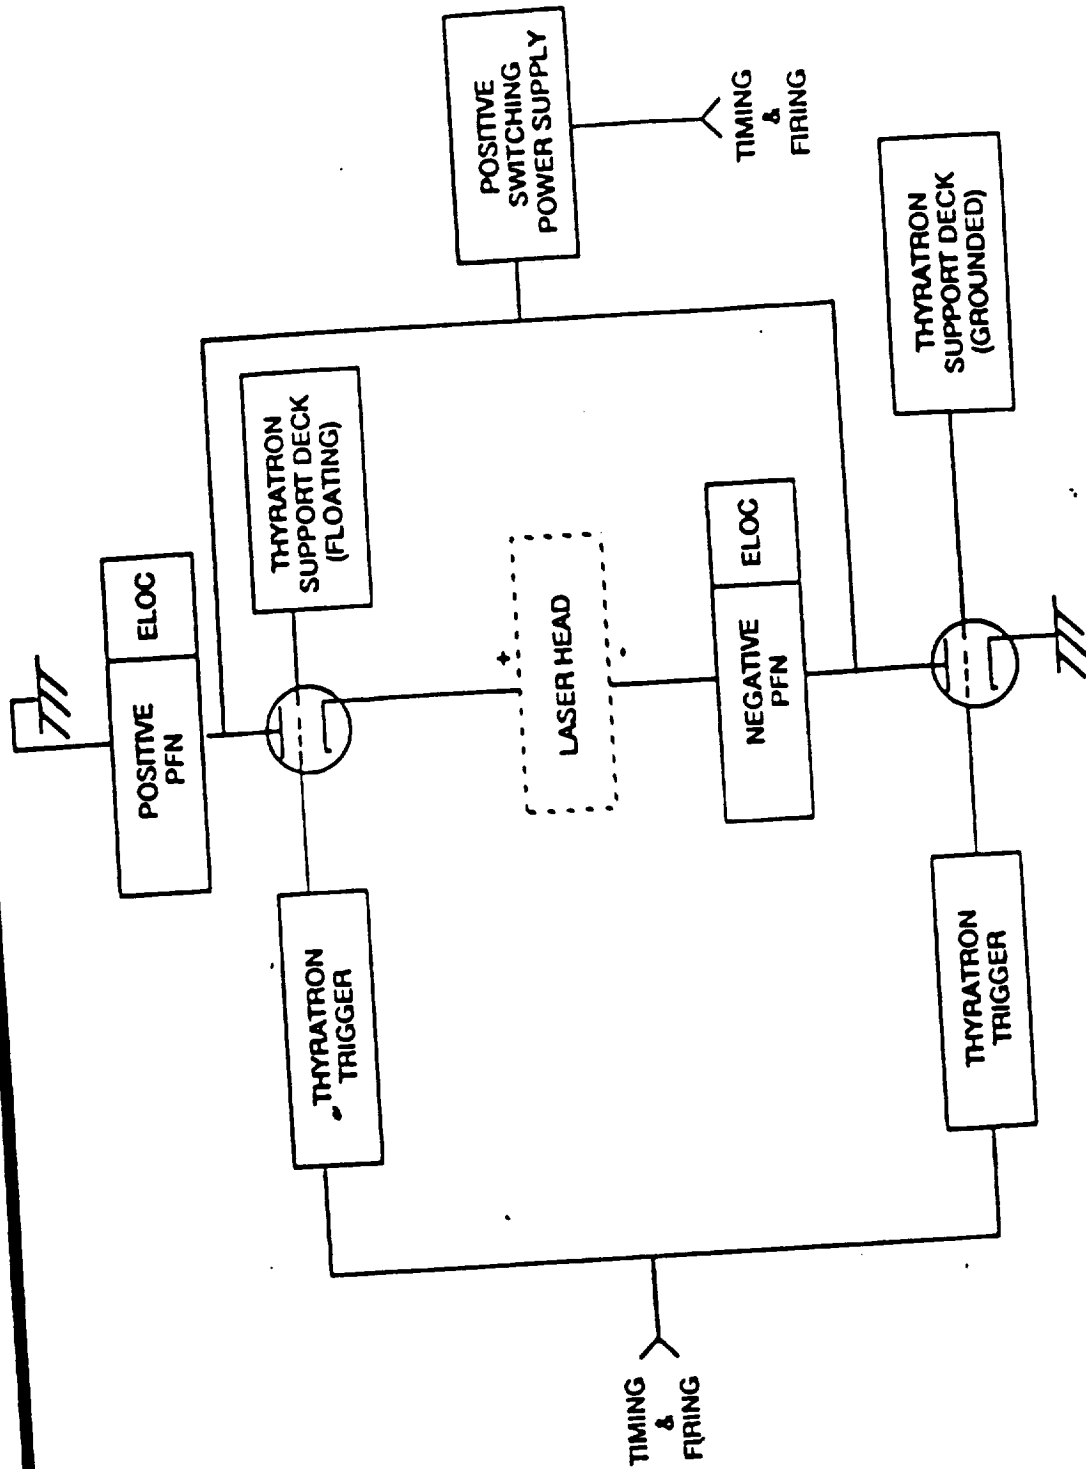 POSITIVE
SWITCHING
POWER SUPPLY
TIMING
&
FIRING
ELOC
POSITIVE
PFN
THYRATRON
SUPPORT DECK
(FLOATING)
THYRATRON
SUPPORT DECK
(GROUNDED)
+
LASER HEAD
-
ELOC
NEGATIVE
PFN
THYRATRON
TRIGGER
THYRATRON
TRIGGER
TIMING
&
FIRING